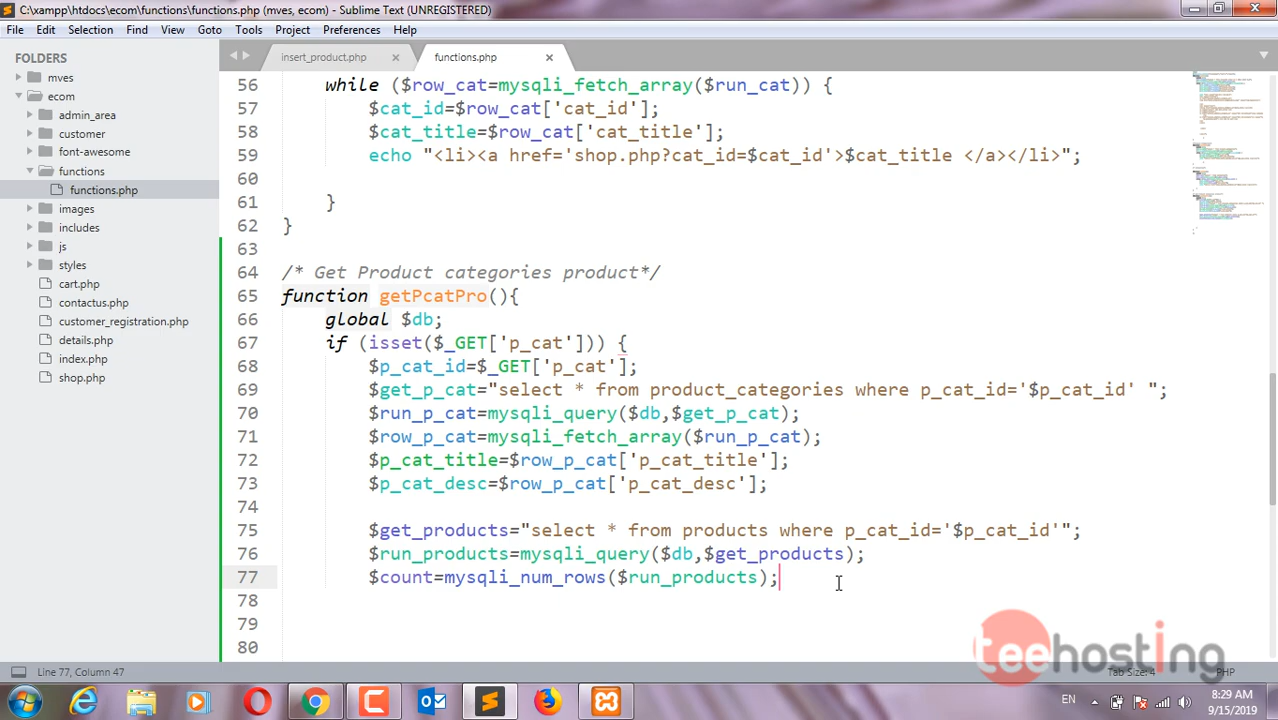 C:\xampp\htdocs\ecom\functions\functions.php (mves, ecom) - Sublime Text (UNREGISTERED)
File Edit Selection Find View Goto Tools Project Preferences Help
FOLDERS
mves
ecom
admin_area
customer
font-awesome
functions
functions.php
images
includes
js
styles
cart.php
contactus.php
customer_registration.php
details.php
index.php
shop.php
insert_product.php
functions.php
56 while ($row_cat=mysqli_fetch_array($run_cat)) {
57 $cat_id=$row_cat['cat_id'];
58 $cat_title=$row_cat['cat_title'];
59 echo "<li><a href='shop.php?cat_id=$cat_id'>$cat_title </a></li>";
60
61 }
62 }
63
64 /* Get Product categories product*/
65 function getPcatPro(){
66 global $db;
67 if (isset($_GET['p_cat'])) {
68 $p_cat_id=$_GET['p_cat'];
69 $get_p_cat="select * from product_categories where p_cat_id='$p_cat_id' ";
70 $run_p_cat=mysqli_query($db,$get_p_cat);
71 $row_p_cat=mysqli_fetch_array($run_p_cat);
72 $p_cat_title=$row_p_cat['p_cat_title'];
73 $p_cat_desc=$row_p_cat['p_cat_desc'];
74
75 $get_products="select * from products where p_cat_id='$p_cat_id'";
76 $run_products=mysqli_query($db,$get_products);
77 $count=mysqli_num_rows($run_products);
78
79
80
teehosting
Line 77, Column 47
Tab Size: 4
PHP
EN
8:29 AM
9/15/2019